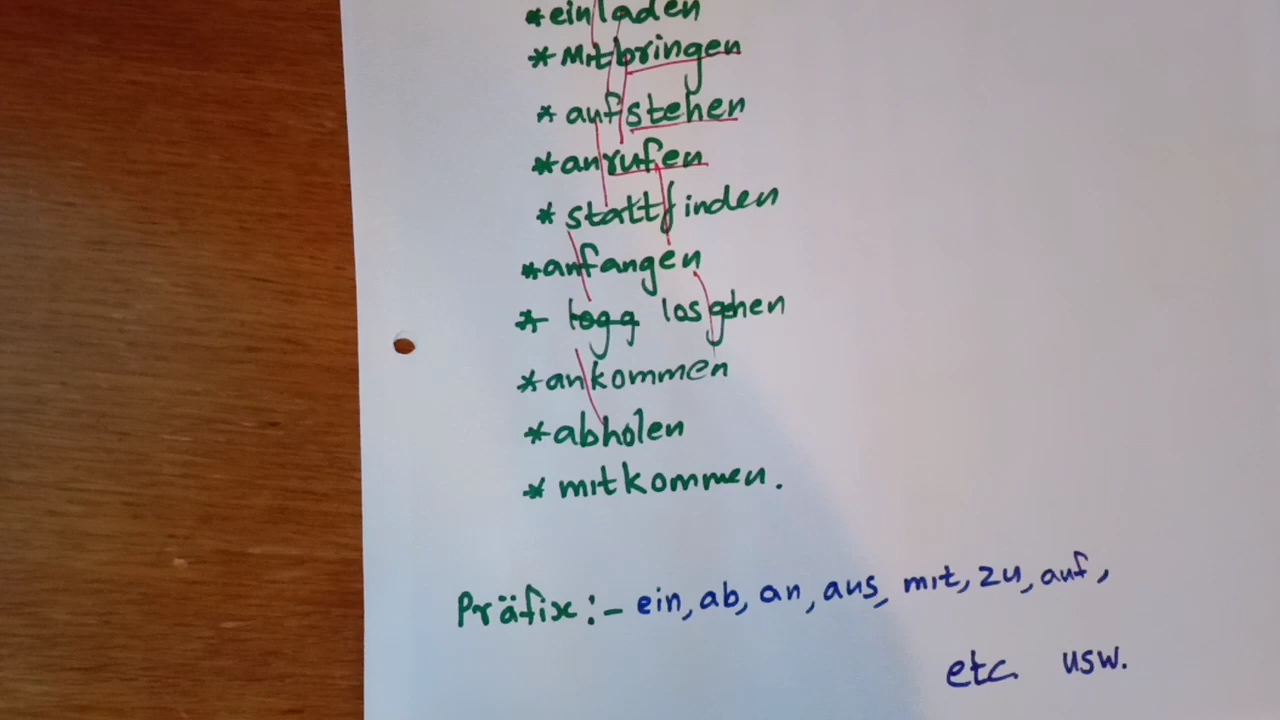 *einladen
*Mitbringen
*aufstehen
*anrufen
*stattfinden
*anfangen
* losgehen
*ankommen
*abholen
*mitkommen.
Präfix:- ein, ab, an, aus, mit, zu, auf,
etc. usw.